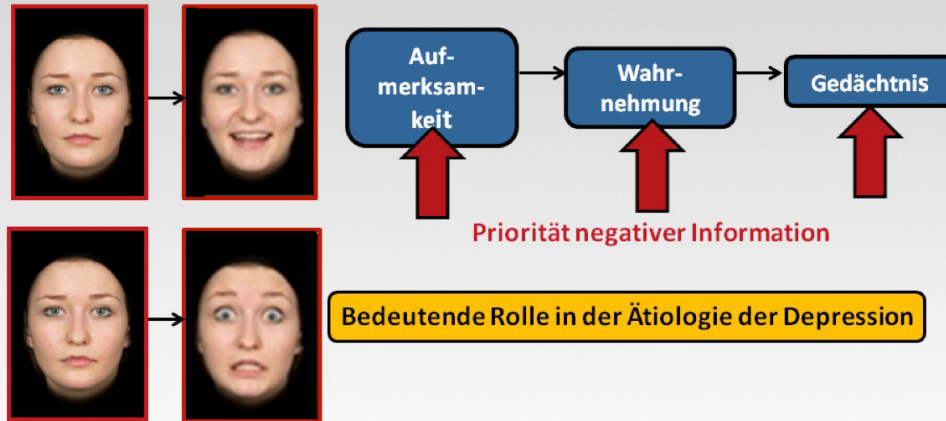 Auf-
merksam-
keit
Wahr-
nehmung
Gedächtnis
Priorität negativer Information
Bedeutende Rolle in der Ätiologie der Depression